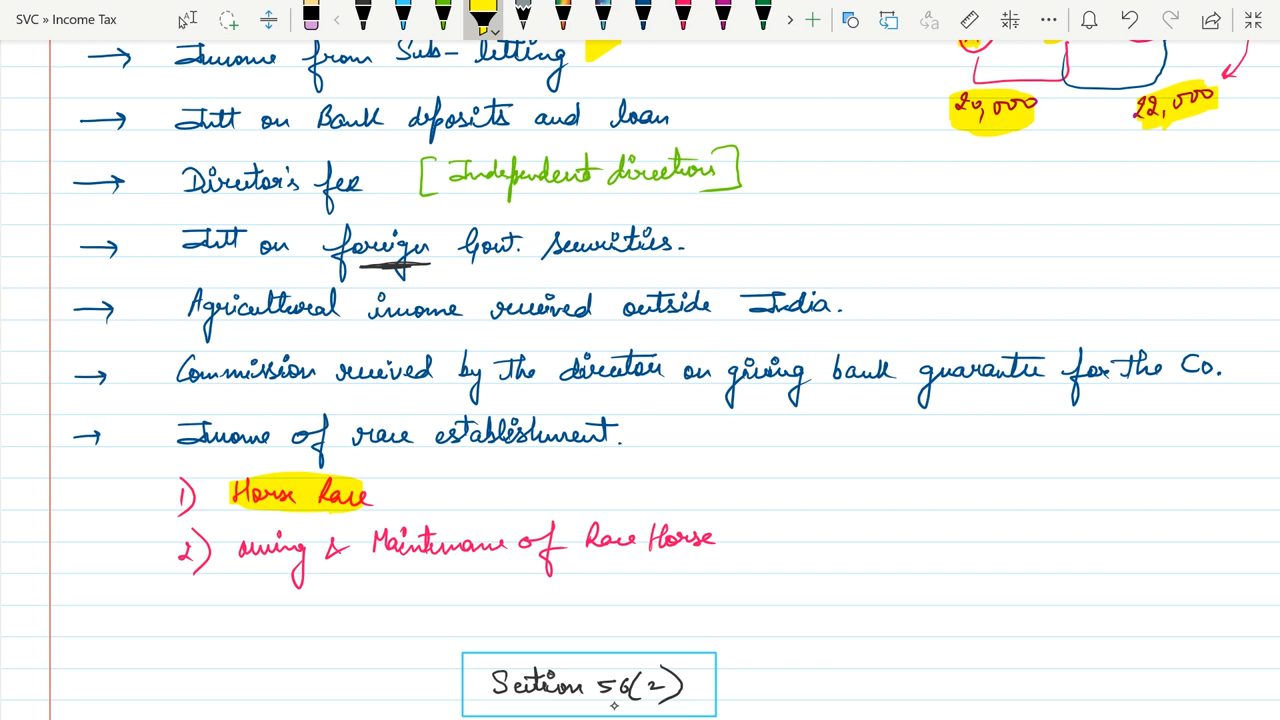 SVC » Income Tax
→ Income from Sub-letting
20,000 22,000
→ Intt on Bank deposits and loan
→ Director's fee [Independent directors]
→ Intt on foreign Govt. securities.
→ Agricultural income received outside India.
→ Commission received by the director on giving bank guarantee for the Co.
→ Income of race establishment.
1) Horse Race
2) owing & Maintenance of Race Horse
Section 56(2)